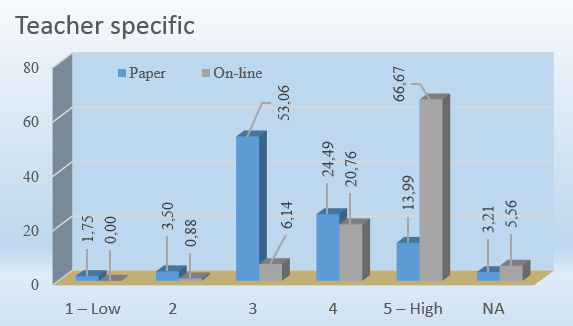 Teacher specific
80
60
40
20
0
Paper On-line
1,75 0,00 3,50 0,88 53,06 6,14 24,49 20,76 13,99 66,67 3,21 5,56
1 – Low 2 3 4 5 – High NA